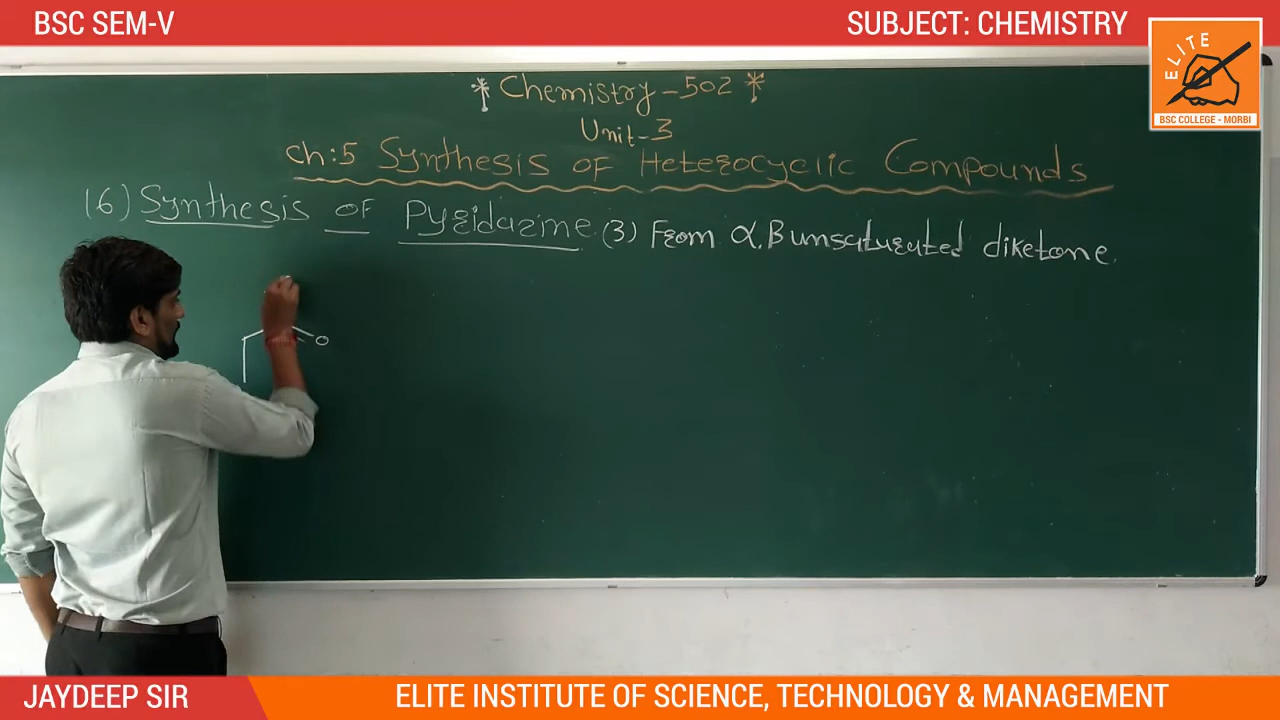 BSC SEM-V
SUBJECT: CHEMISTRY
ELITE
BSC COLLEGE - MORBI
* Chemistry-502 *
Unit-3
Ch:5 Synthesis of Heterocyclic Compounds
(6) Synthesis of Pyridazine (3) From α,B unsaturated diketone.
O
JAYDEEP SIR
ELITE INSTITUTE OF SCIENCE, TECHNOLOGY & MANAGEMENT